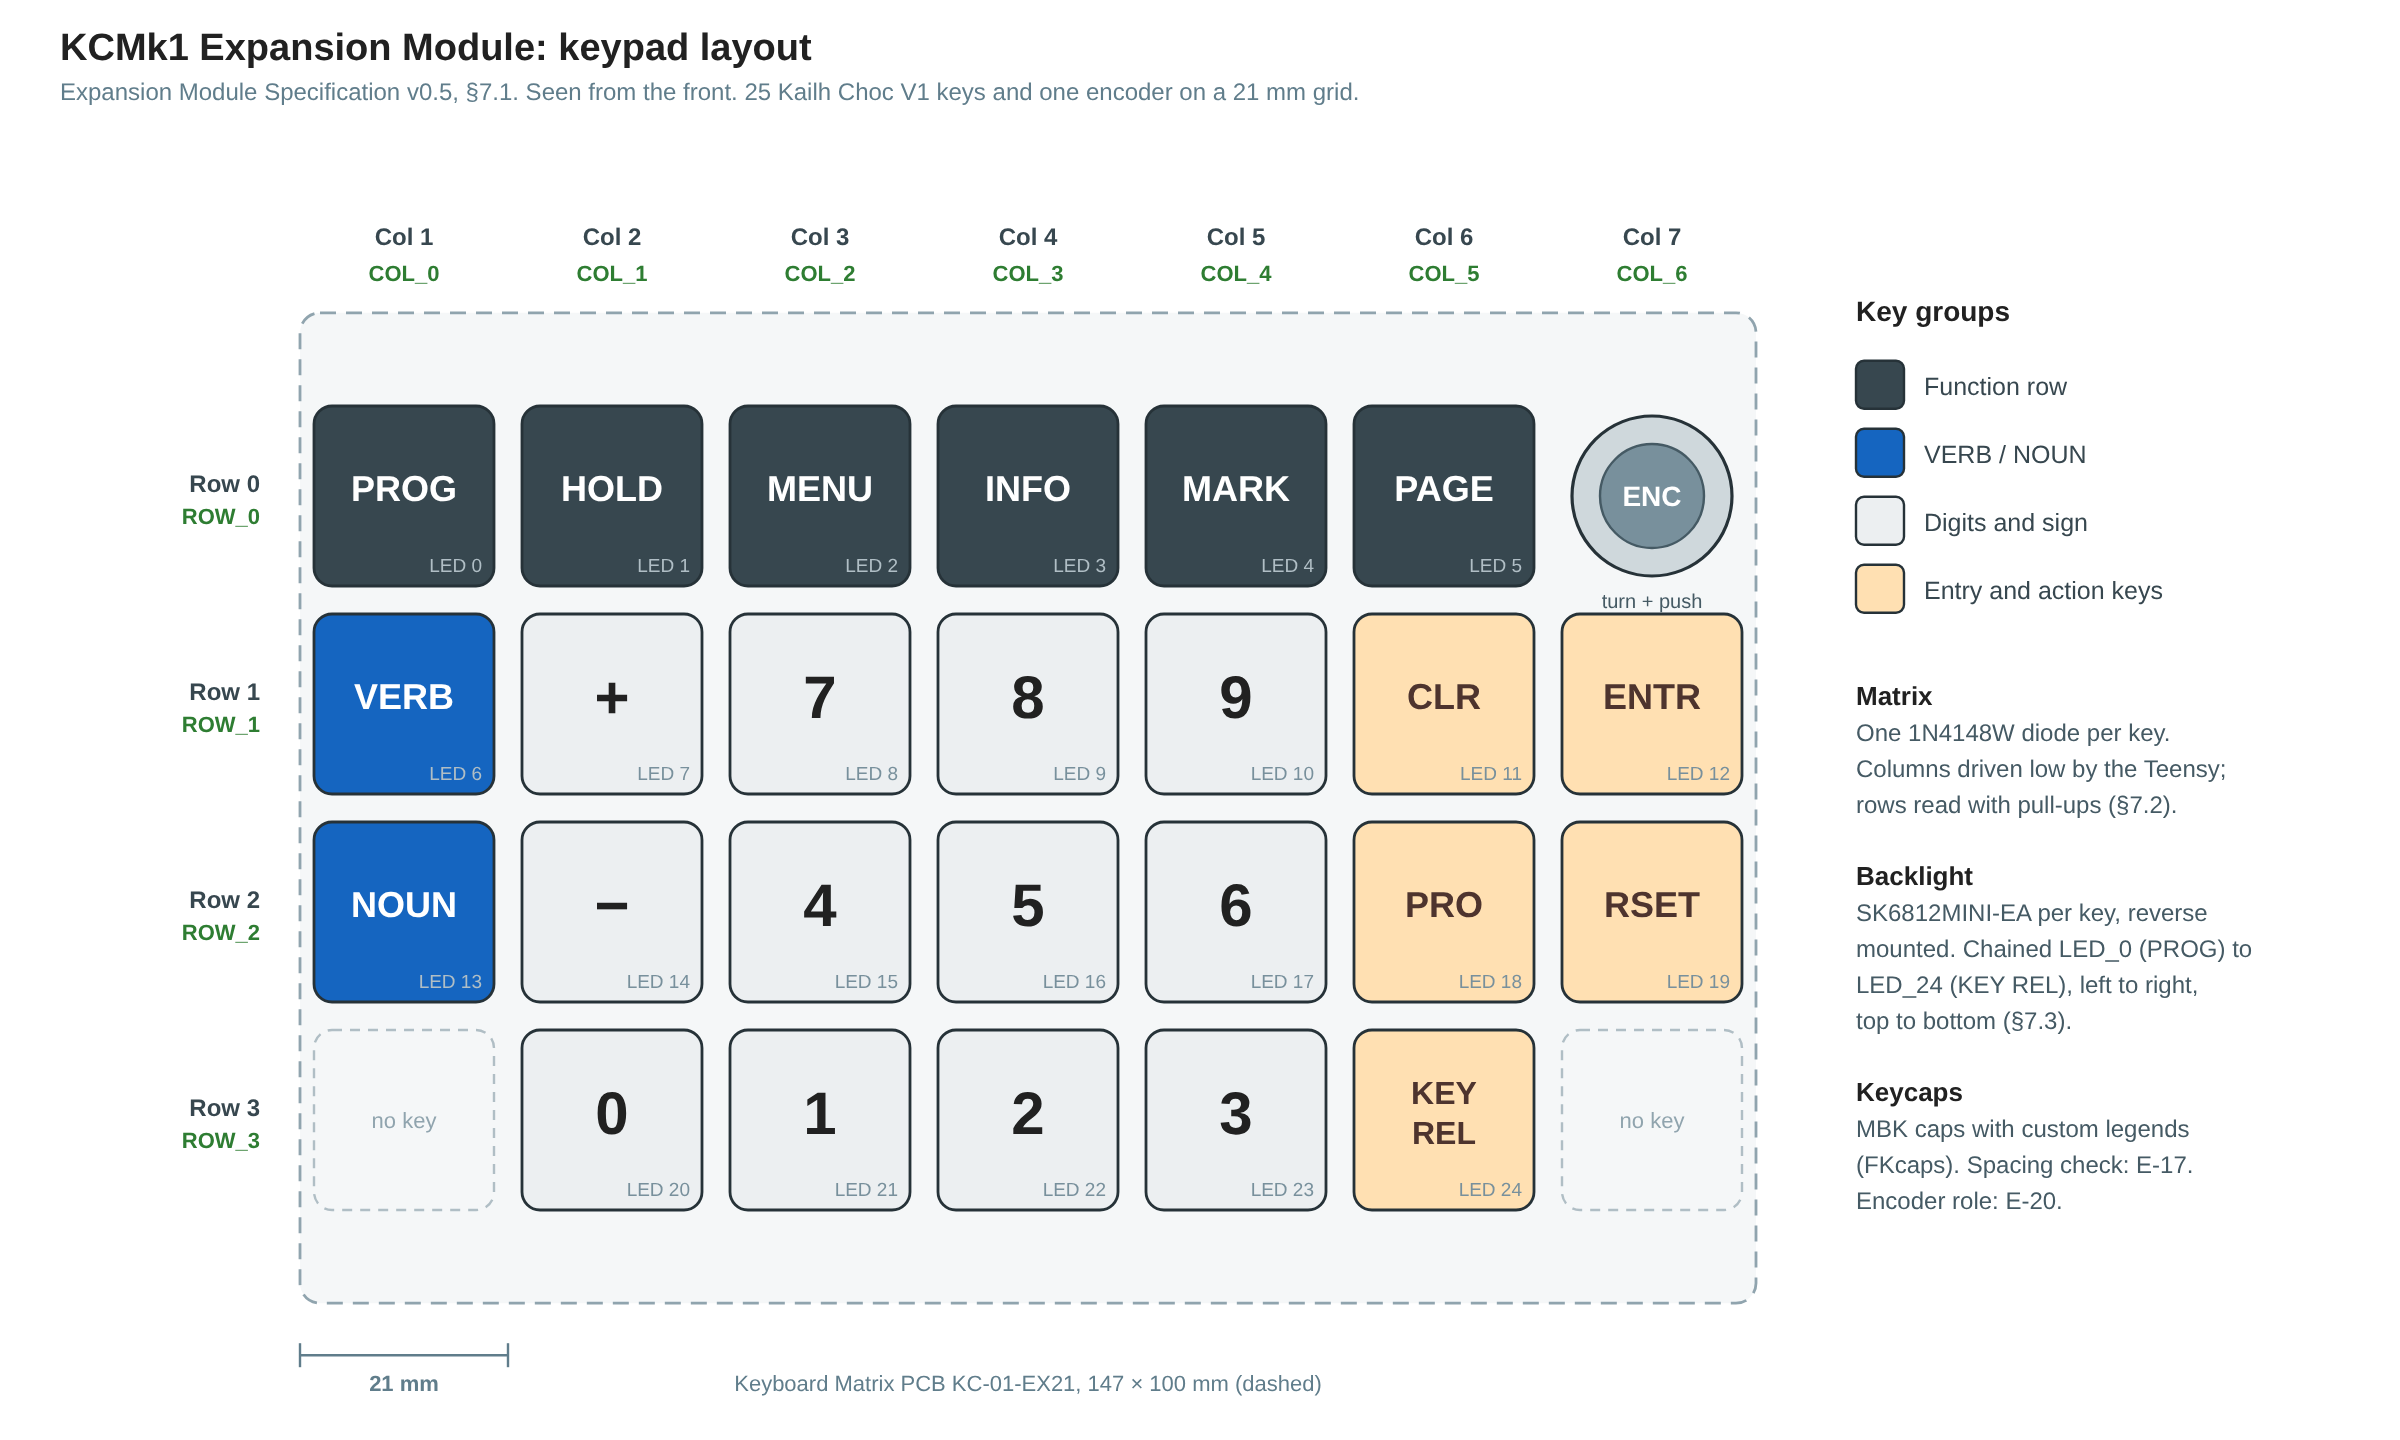 KCMk1 Expansion Module: keypad layout
Expansion Module Specification v0.5, §7.1. Seen from the front. 25 Kailh Choc V1 keys and one encoder on a 21 mm grid.
Col 1 Col 2 Col 3 Col 4 Col 5 Col 6 Col 7
COL_0 COL_1 COL_2 COL_3 COL_4 COL_5 COL_6
Row 0
ROW_0
PROG HOLD MENU INFO MARK PAGE ENC
LED 0 LED 1 LED 2 LED 3 LED 4 LED 5
turn + push
Row 1
ROW_1
VERB + 7 8 9 CLR ENTR
LED 6 LED 7 LED 8 LED 9 LED 10 LED 11 LED 12
Row 2
ROW_2
NOUN − 4 5 6 PRO RSET
LED 13 LED 14 LED 15 LED 16 LED 17 LED 18 LED 19
Row 3
ROW_3
no key 0 1 2 3 KEY REL no key
LED 20 LED 21 LED 22 LED 23 LED 24
21 mm
Keyboard Matrix PCB KC-01-EX21, 147 × 100 mm (dashed)
Key groups
Function row
VERB / NOUN
Digits and sign
Entry and action keys
Matrix
One 1N4148W diode per key.
Columns driven low by the Teensy;
rows read with pull-ups (§7.2).
Backlight
SK6812MINI-EA per key, reverse
mounted. Chained LED_0 (PROG) to
LED_24 (KEY REL), left to right,
top to bottom (§7.3).
Keycaps
MBK caps with custom legends
(FKcaps). Spacing check: E-17.
Encoder role: E-20.